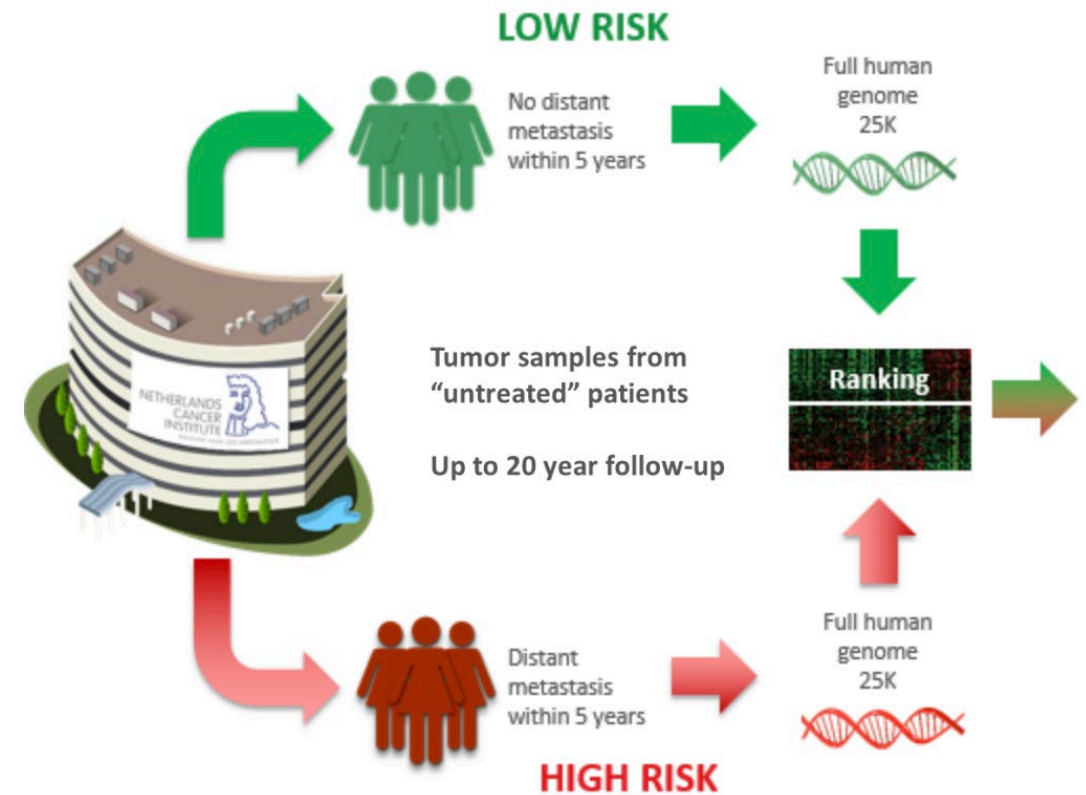 LOW RISK
No distant
metastasis
within 5 years
Full human
genome
25K
NETHERLANDS
CANCER
INSTITUTE
Tumor samples from
“untreated” patients
Up to 20 year follow-up
Ranking
Distant
metastasis
within 5 years
Full human
genome
25K
HIGH RISK